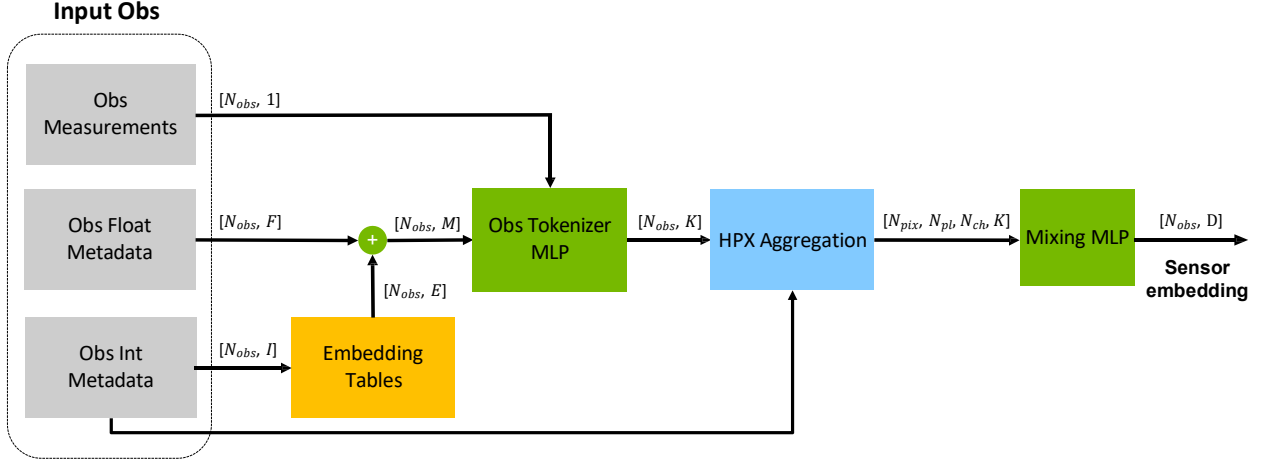 Input Obs
Obs
Measurements
[N_obs, 1]
Obs Float
Metadata
[N_obs, F]
+
[N_obs, M]
Obs Tokenizer
MLP
[N_obs, K]
HPX Aggregation
[N_pix, N_pl, N_ch, K]
Mixing MLP
[N_obs, D]
Sensor
embedding
[N_obs, E]
Obs Int
Metadata
[N_obs, I]
Embedding
Tables